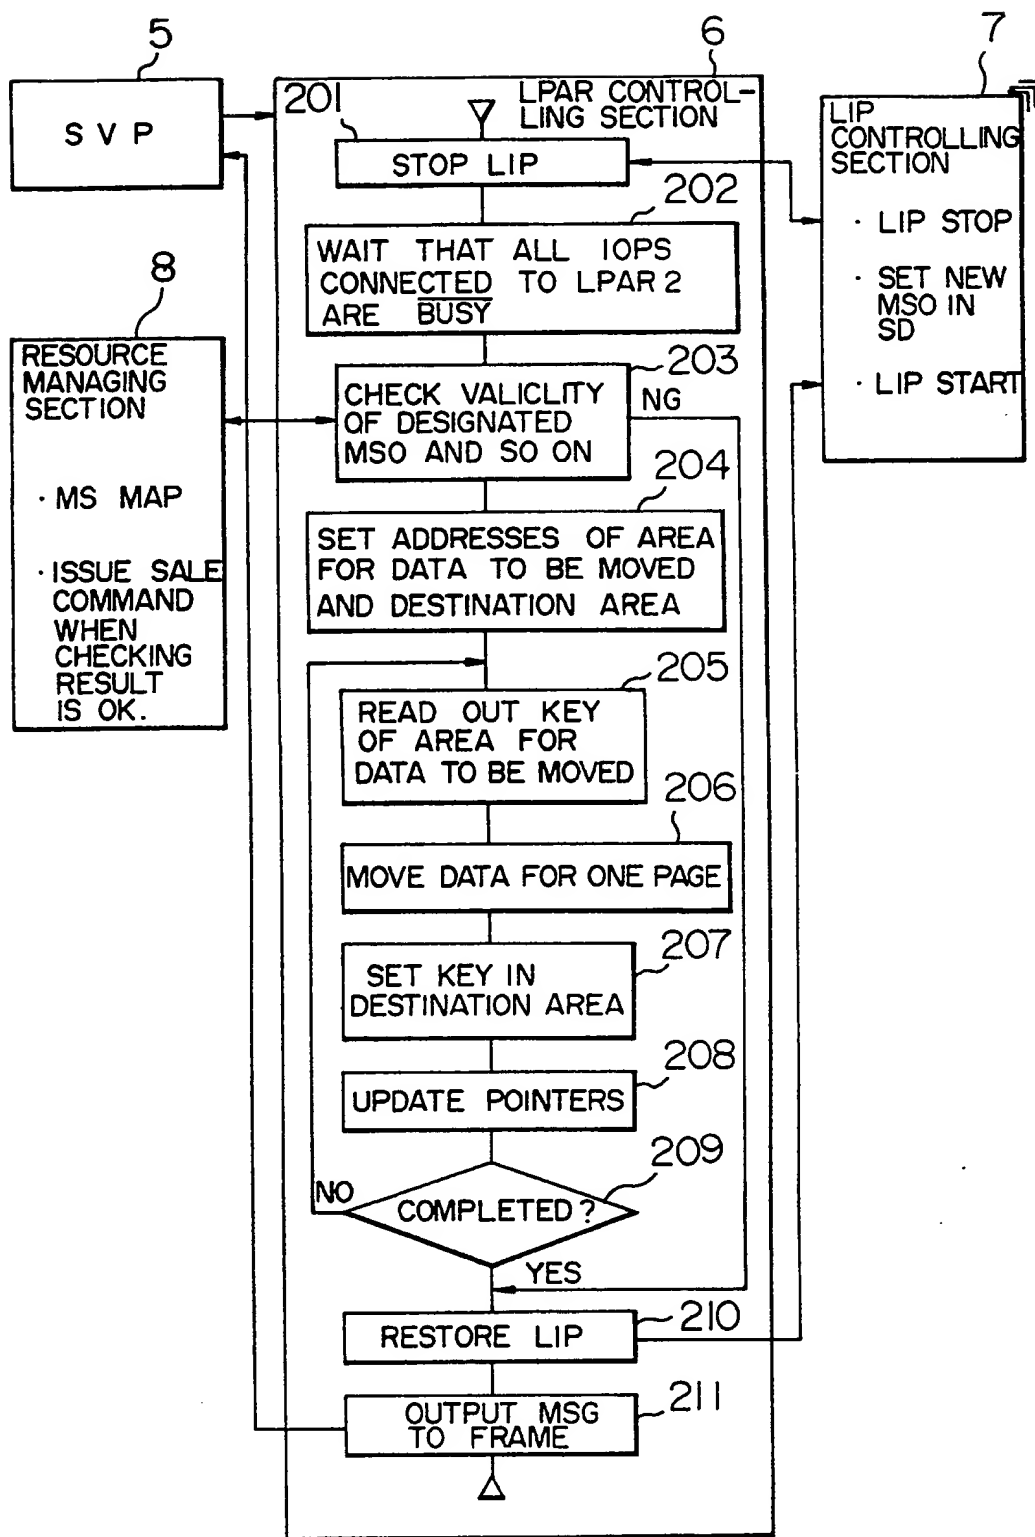 5
SVP
6
201
LPAR CONTROL-
LING SECTION
STOP LIP
7
LIP
CONTROLLING
SECTION
· LIP STOP
· SET NEW
MSO IN
SD
· LIP START
202
WAIT THAT ALL IOPS
CONNECTED TO LPAR 2
ARE B̅U̅S̅Y̅
8
RESOURCE
MANAGING
SECTION
· MS MAP
· ISSUE SALE
COMMAND
WHEN
CHECKING
RESULT
IS OK.
203
CHECK VALICLITY
OF DESIGNATED
MSO AND SO ON
NG
204
SET ADDRESSES OF AREA
FOR DATA TO BE MOVED
AND DESTINATION AREA
205
READ OUT KEY
OF AREA FOR
DATA TO BE MOVED
206
MOVE DATA FOR ONE PAGE
207
SET KEY IN
DESTINATION AREA
208
UPDATE POINTERS
209
COMPLETED?
NO
YES
210
RESTORE LIP
211
OUTPUT MSG
TO FRAME